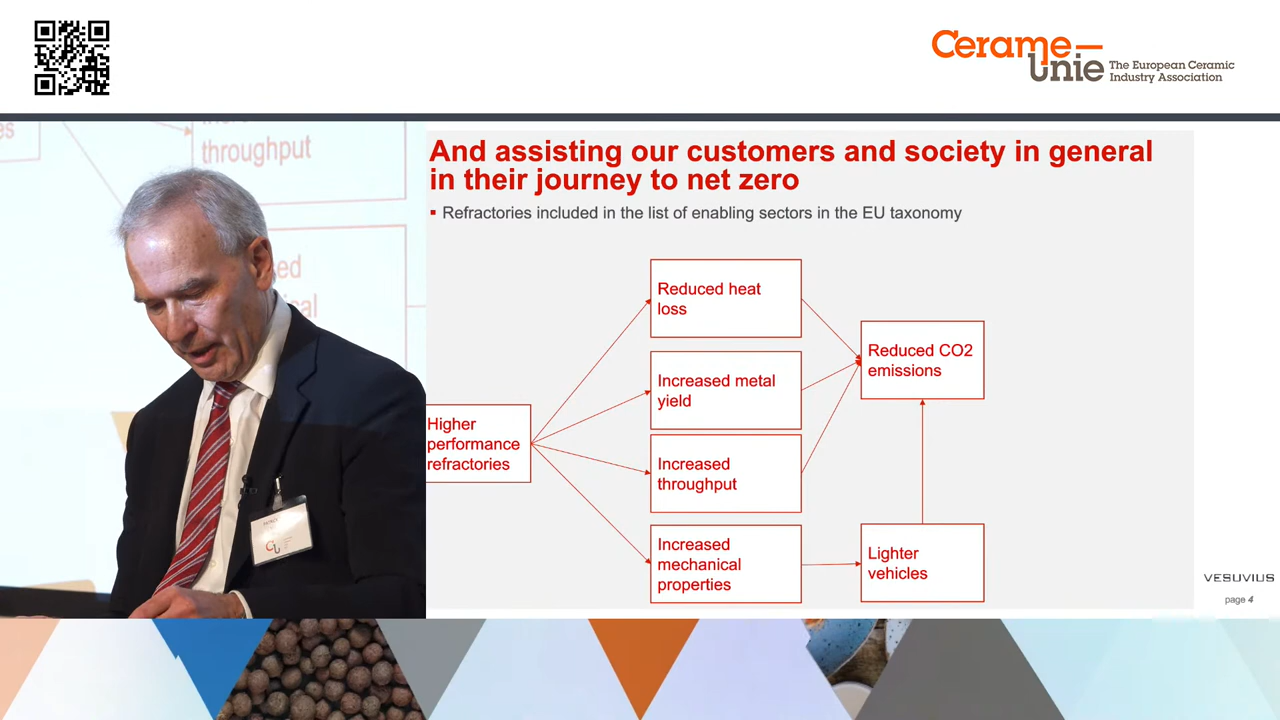 Cerame—
Unie The European Ceramic
Industry Association
throughput
And assisting our customers and society in general
in their journey to net zero
▪ Refractories included in the list of enabling sectors in the EU taxonomy
Reduced heat
loss
Reduced CO2
emissions
Increased metal
yield
Higher
performance
refractories
Increased
throughput
Increased
mechanical
properties
Lighter
vehicles
VESUVIUS
page 4